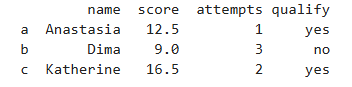 name score attempts qualify
a Anastasia 12.5 1 yes
b Dima 9.0 3 no
c Katherine 16.5 2 yes